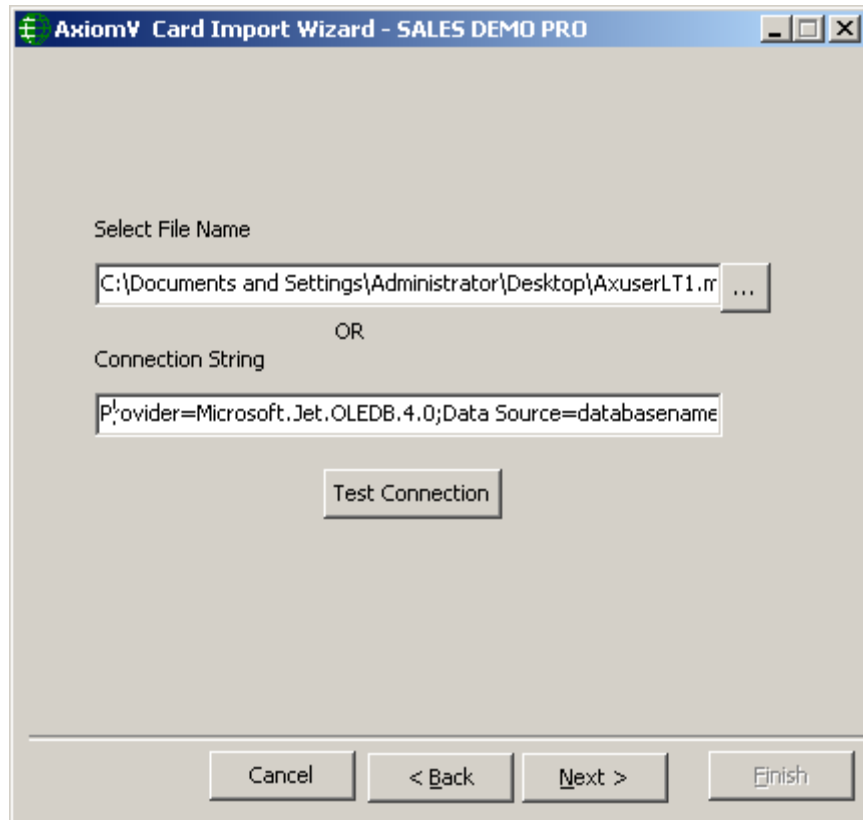 AxiomV Card Import Wizard - SALES DEMO PRO
Select File Name
C:\Documents and Settings\Administrator\Desktop\AxuserLT1.m
...
OR
Connection String
Provider=Microsoft.Jet.OLEDB.4.0;Data Source=databasename
Test Connection
Cancel < Back Next > Finish